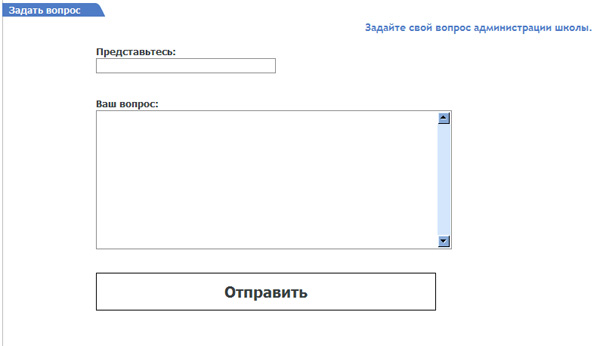 Задать вопрос
Задайте свой вопрос администрации школы.
Представьтесь:
Ваш вопрос:
Отправить